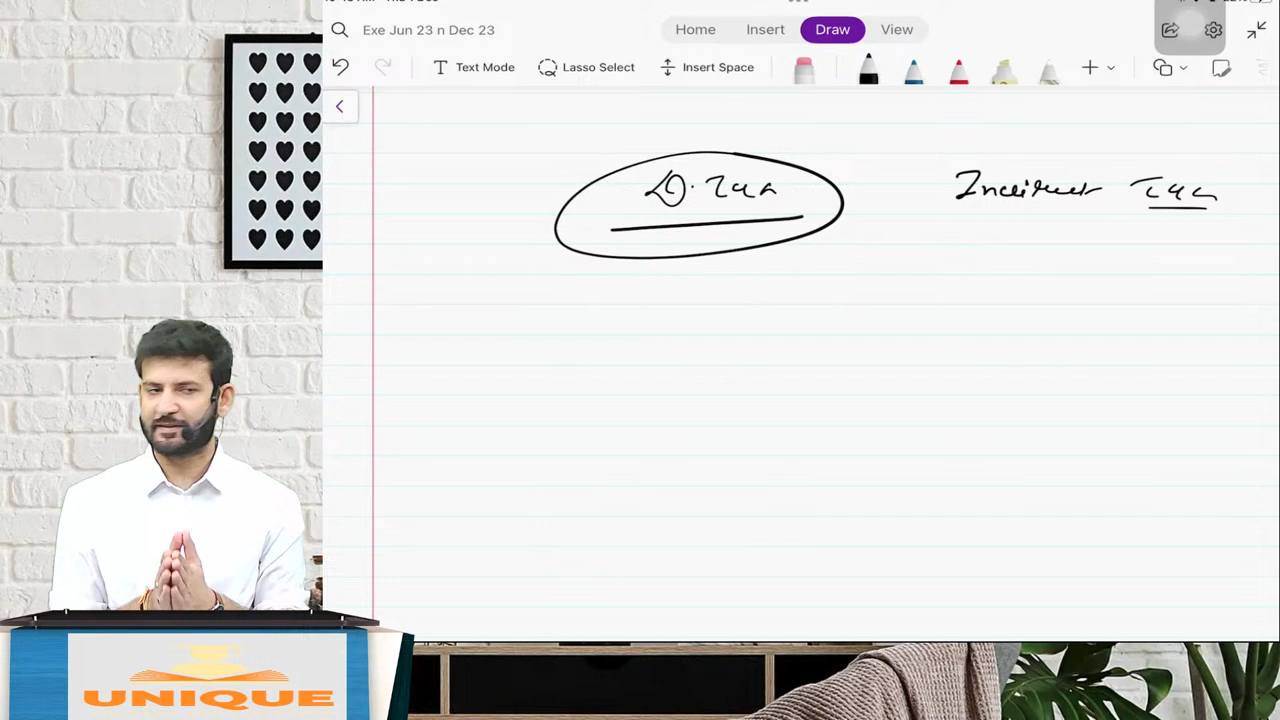 Exe Jun 23 n Dec 23
Home Insert Draw View
Text Mode Lasso Select Insert Space
D. Tax Indirect Tax
UNIQUE